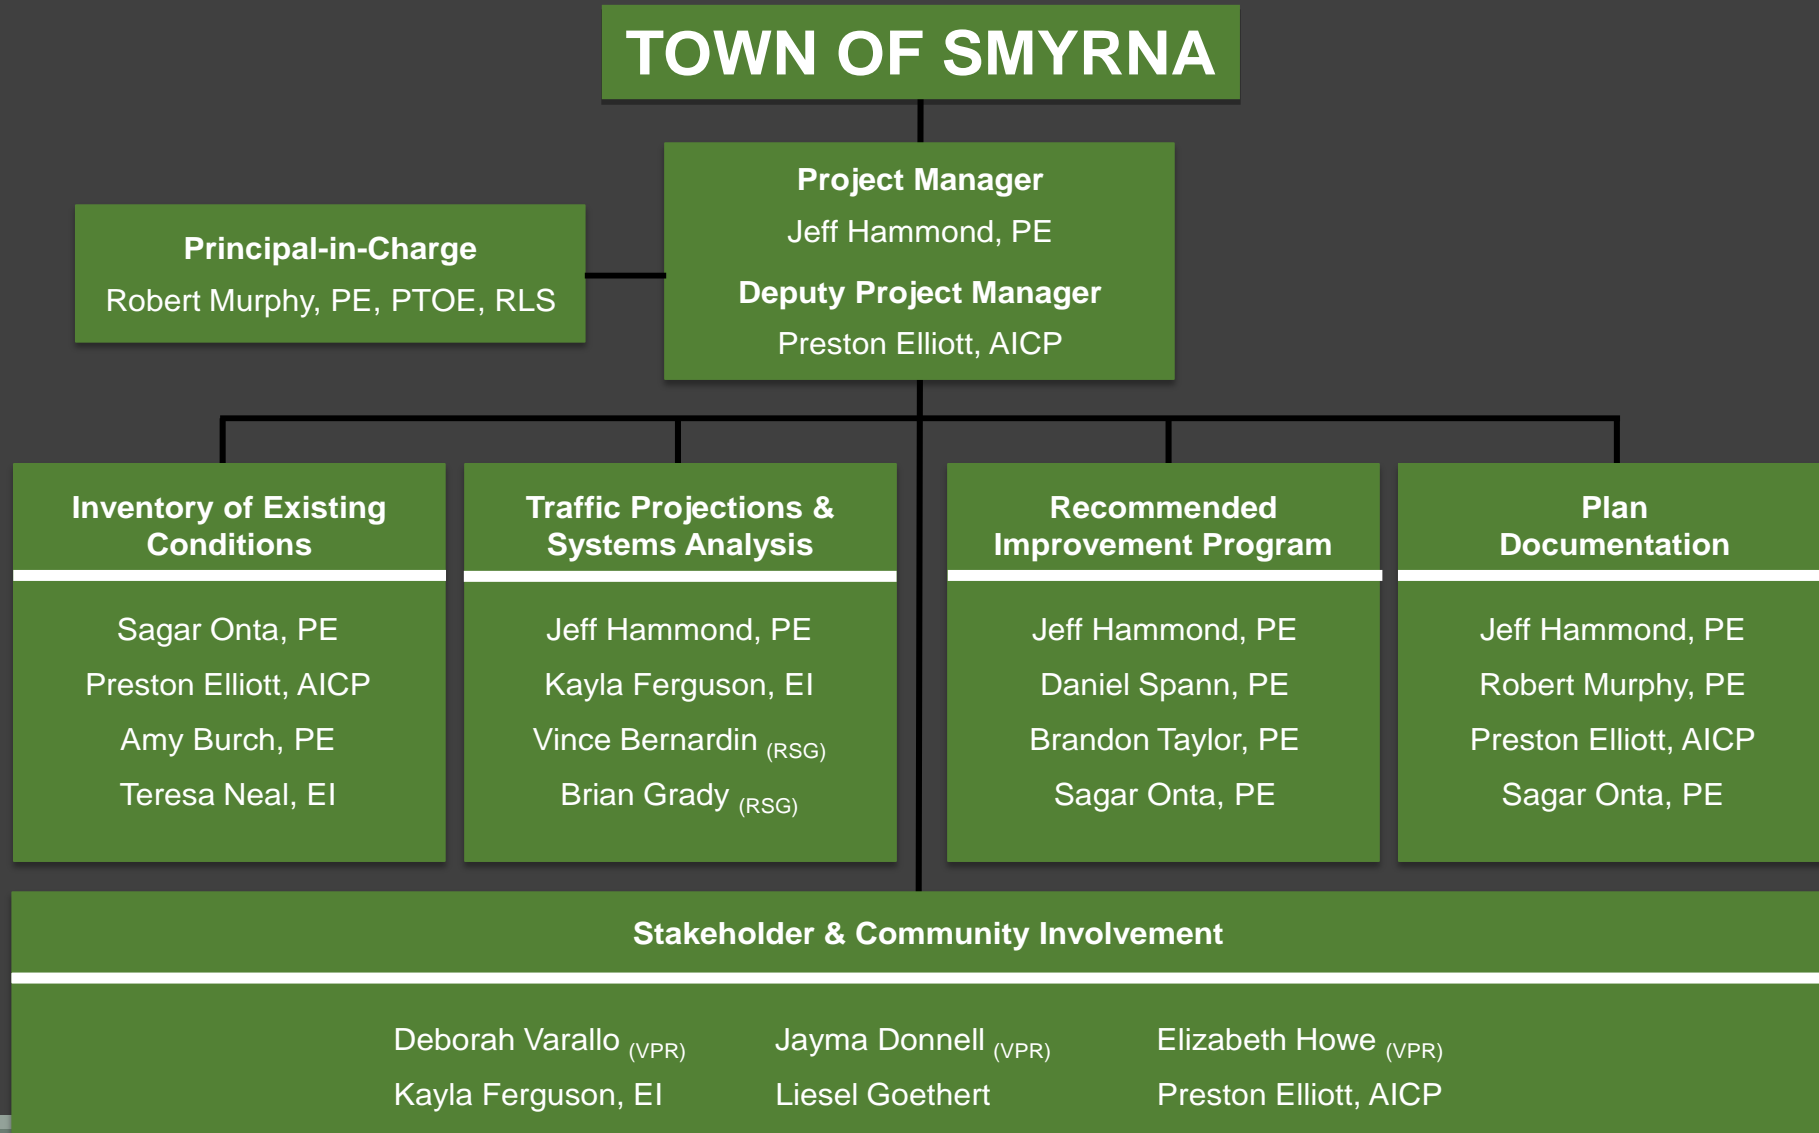 TOWN OF SMYRNA
Project Manager
Jeff Hammond, PE
Deputy Project Manager
Preston Elliott, AICP
Principal-in-Charge
Robert Murphy, PE, PTOE, RLS
Inventory of Existing
Conditions
Sagar Onta, PE
Preston Elliott, AICP
Amy Burch, PE
Teresa Neal, EI
Traffic Projections &
Systems Analysis
Jeff Hammond, PE
Kayla Ferguson, EI
Vince Bernardin (RSG)
Brian Grady (RSG)
Recommended
Improvement Program
Jeff Hammond, PE
Daniel Spann, PE
Brandon Taylor, PE
Sagar Onta, PE
Plan
Documentation
Jeff Hammond, PE
Robert Murphy, PE
Preston Elliott, AICP
Sagar Onta, PE
Stakeholder & Community Involvement
Deborah Varallo (VPR)
Jayma Donnell (VPR)
Elizabeth Howe (VPR)
Kayla Ferguson, EI
Liesel Goethert
Preston Elliott, AICP